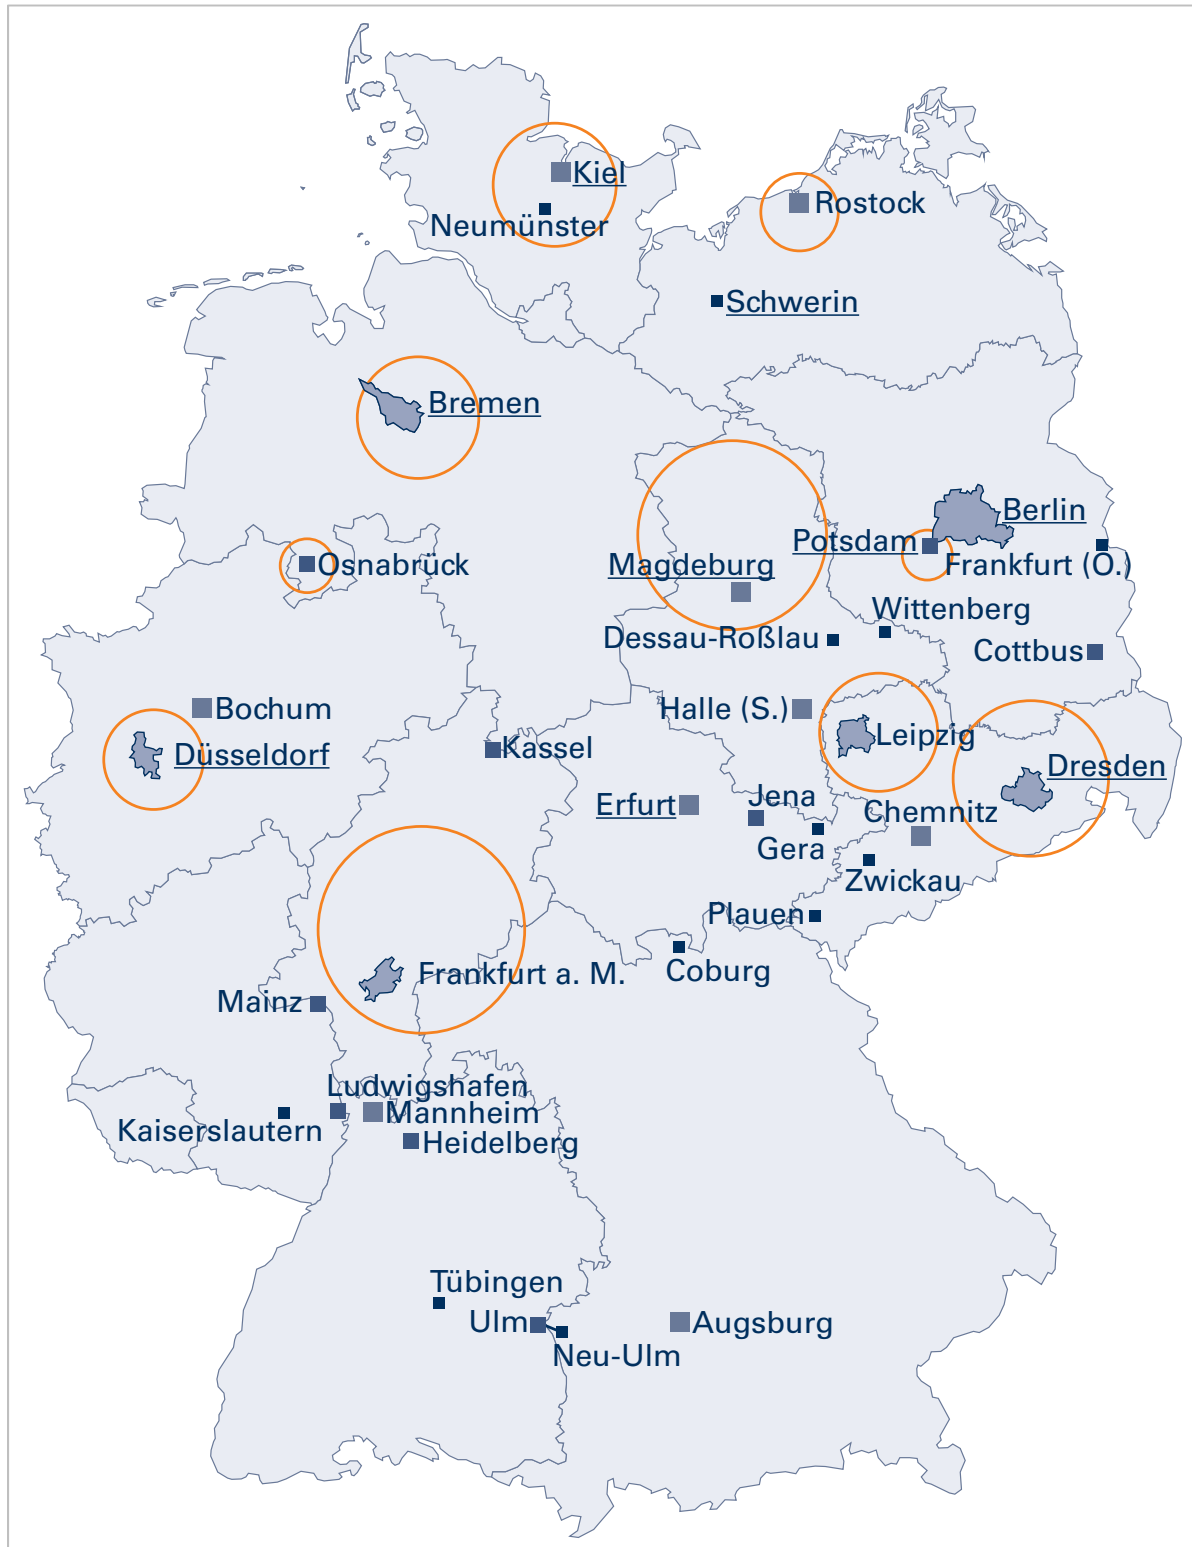 Kiel
Neumünster
Rostock
Schwerin
Bremen
Berlin
Potsdam
Frankfurt (O.)
Osnabrück
Magdeburg
Wittenberg
Dessau-Roßlau
Cottbus
Bochum
Halle (S.)
Leipzig
Düsseldorf
Kassel
Dresden
Erfurt
Jena
Chemnitz
Gera
Zwickau
Plauen
Coburg
Frankfurt a. M.
Mainz
Ludwigshafen
Mannheim
Kaiserslautern
Heidelberg
Tübingen
Ulm
Augsburg
Neu-Ulm